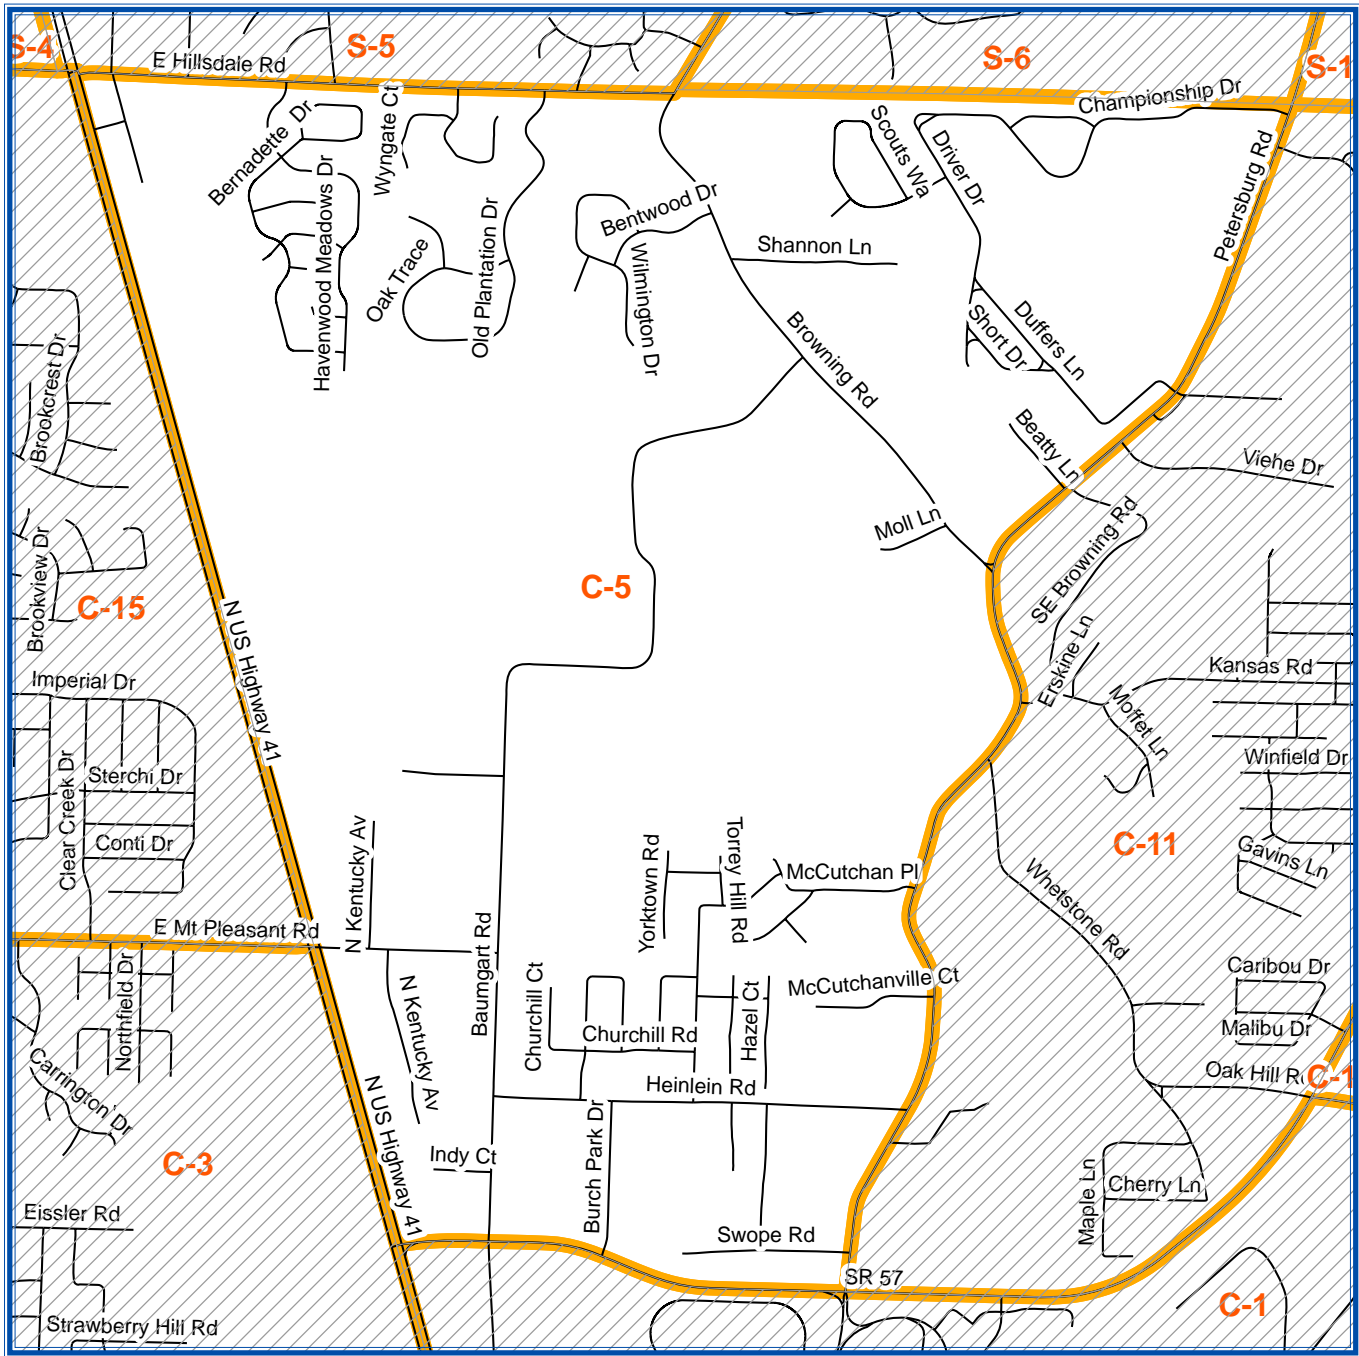 S-4
S-5
S-6
S-1
E Hillsdale Rd
Championship Dr
Bernadette Dr
Wyngate Ct
Scouts Wa
Driver Dr
Petersburg Rd
Havenwood Meadows Dr
Oak Trace
Old Plantation Dr
Bentwood Dr
Wilmington Dr
Shannon Ln
Browning Rd
Short Dr
Duffers Ln
Brookcrest Dr
Beatty Ln
Viehe Dr
Moll Ln
SE Browning Rd
Brookview Dr
C-15
C-5
N US Highway 41
Erskine Ln
Kansas Rd
Imperial Dr
Moffet Ln
Clear Creek Dr
Sterchi Dr
Winfield Dr
Conti Dr
C-11
Gavins Ln
N Kentucky Av
Yorktown Rd
Torrey Hill Rd
McCutchan Pl
Whetstone Rd
E Mt Pleasant Rd
Baumgart Rd
Northfield Dr
N Kentucky Av
Churchill Ct
Hazel Ct
McCutchanville Ct
Caribou Dr
Malibu Dr
Churchill Rd
Heinlein Rd
Oak Hill R
C-1
Carrington Dr
N US Highway 41
C-3
Indy Ct
Burch Park Dr
Maple Ln
Cherry Ln
Eissler Rd
Swope Rd
SR 57
C-1
Strawberry Hill Rd